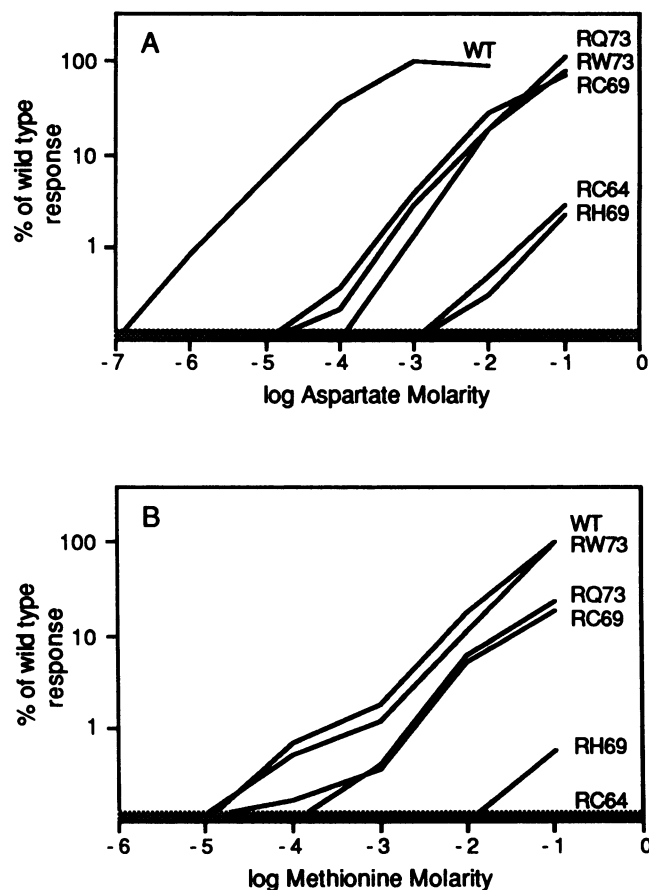 A
WT
RQ73
RW73
RC69
RC64
RH69
100
10
1
% of wild type
response
-7 -6 -5 -4 -3 -2 -1 0
log Aspartate Molarity
B
WT
RW73
RQ73
RC69
RH69
RC64
100
10
1
% of wild type
response
-6 -5 -4 -3 -2 -1 0
log Methionine Molarity